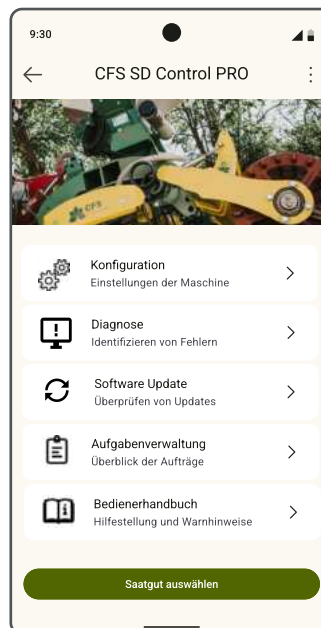 9:30
CFS SD Control PRO
CFS
Konfiguration
Einstellungen der Maschine
Diagnose
Identifizieren von Fehlern
Software Update
Überprüfen von Updates
Aufgabenverwaltung
Überblick der Aufträge
Bedienerhandbuch
Hilfestellung und Warnhinweise
Saatgut auswählen